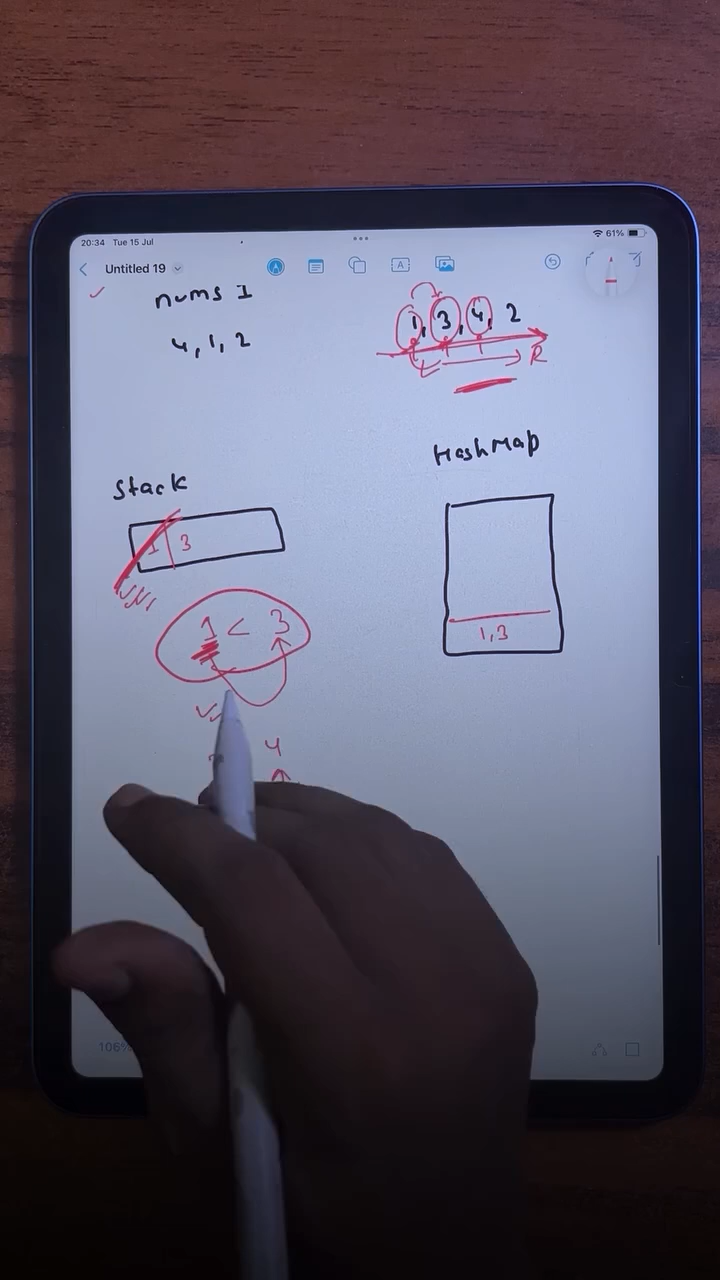 20:34 Tue 15 Jul
61%
Untitled 19
A
nums 1
1, 3, 4, 2
4, 1, 2
R
HashMap
Stack
1 3
1 < 3
1,3
4
106%